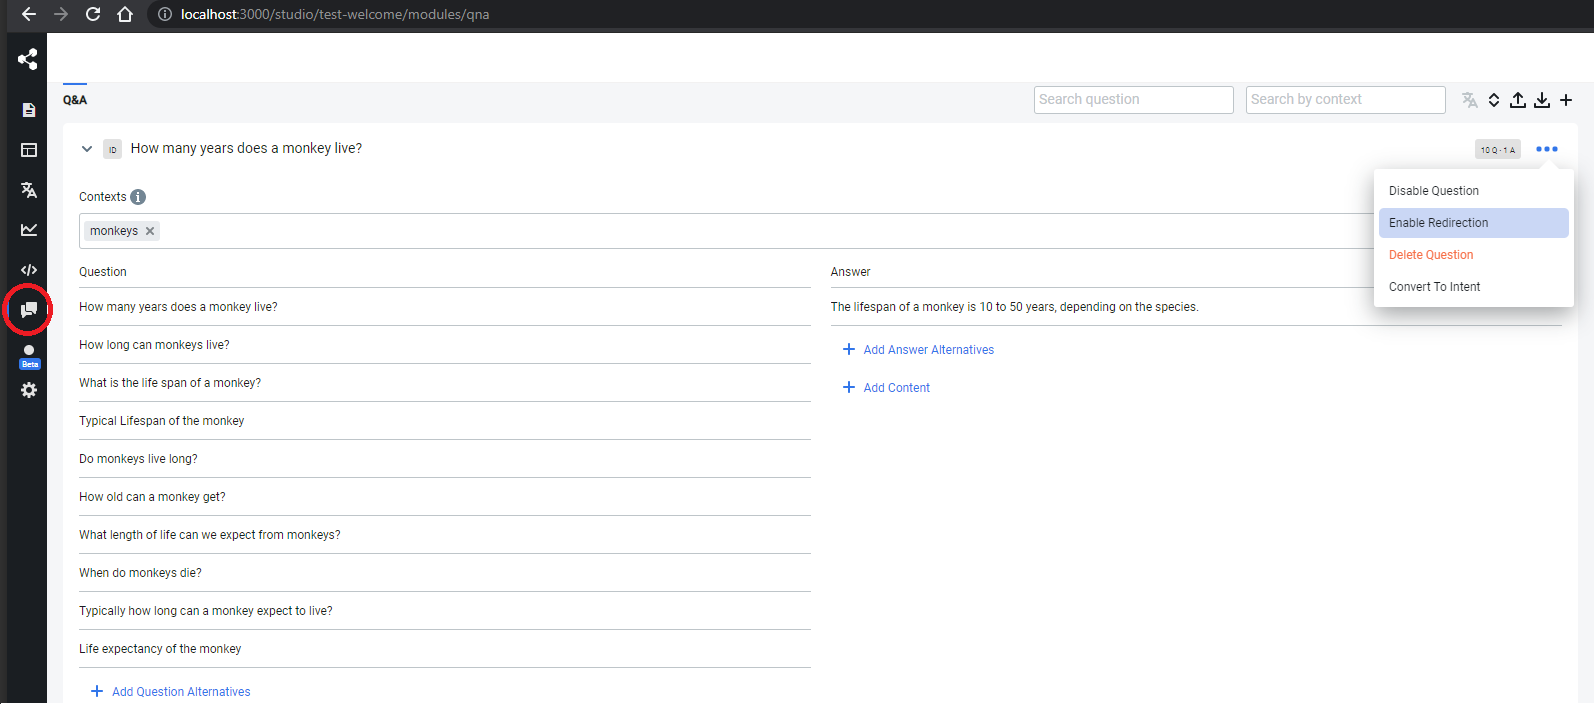 localhost:3000/studio/test-welcome/modules/qna
Q&A
Search question
Search by context
ID
How many years does a monkey live?
10 Q · 1 A
Disable Question
Enable Redirection
Delete Question
Convert To Intent
Contexts
monkeys
Question
How many years does a monkey live?
How long can monkeys live?
What is the life span of a monkey?
Typical Lifespan of the monkey
Do monkeys live long?
How old can a monkey get?
What length of life can we expect from monkeys?
When do monkeys die?
Typically how long can a monkey expect to live?
Life expectancy of the monkey
Add Question Alternatives
Answer
The lifespan of a monkey is 10 to 50 years, depending on the species.
Add Answer Alternatives
Add Content
Beta